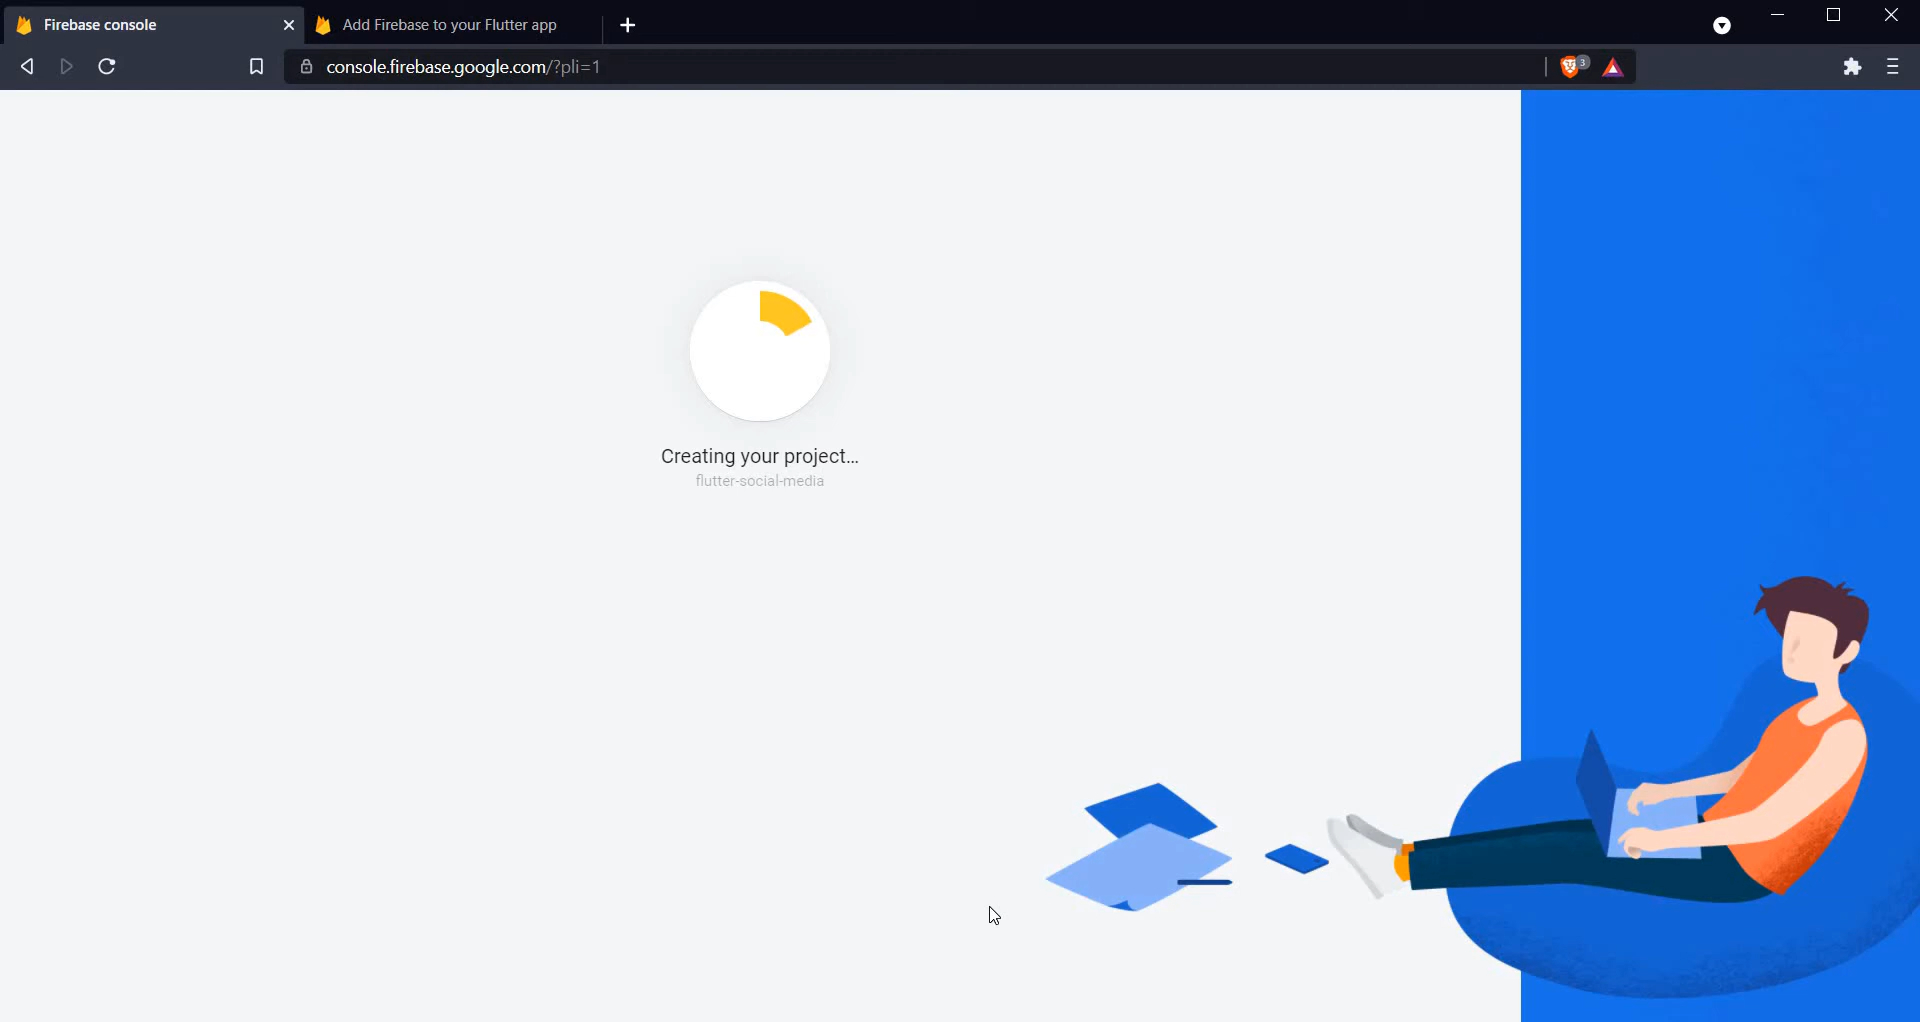 Firebase console
Add Firebase to your Flutter app
console.firebase.google.com/?pli=1
3
Creating your project...
flutter-social-media